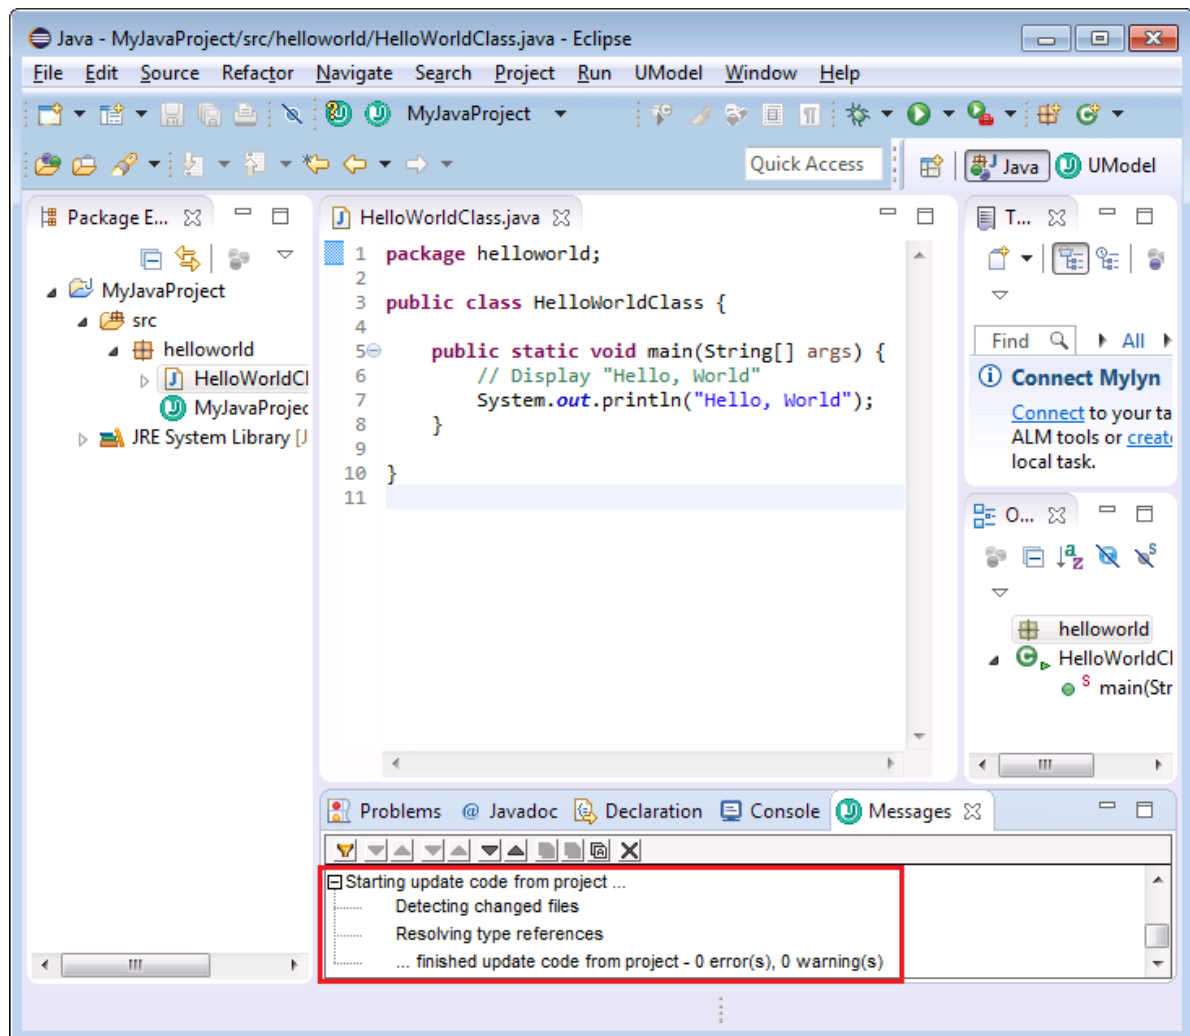 Java - MyJavaProject/src/helloworld/HelloWorldClass.java - Eclipse
File Edit Source Refactor Navigate Search Project Run UModel Window Help
MyJavaProject
Quick Access Java UModel
Package E...
MyJavaProject
src
helloworld
HelloWorldCl
MyJavaProjec
JRE System Library [J
HelloWorldClass.java
1 package helloworld;
2
3 public class HelloWorldClass {
4
5 public static void main(String[] args) {
6 // Display "Hello, World"
7 System.out.println("Hello, World");
8 }
9
10 }
11
T...
Find All
Connect Mylyn
Connect to your ta
ALM tools or creat
local task.
O...
helloworld
HelloWorldCl
main(Str
Problems @ Javadoc Declaration Console Messages
Starting update code from project ...
Detecting changed files
Resolving type references
... finished update code from project - 0 error(s), 0 warning(s)